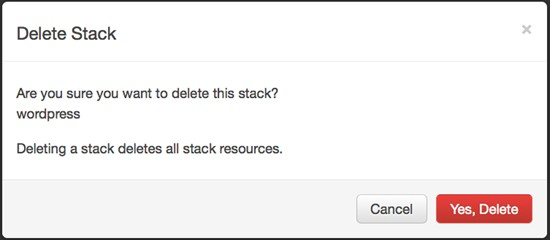 Delete Stack
×
Are you sure you want to delete this stack?
wordpress
Deleting a stack deletes all stack resources.
Cancel
Yes, Delete